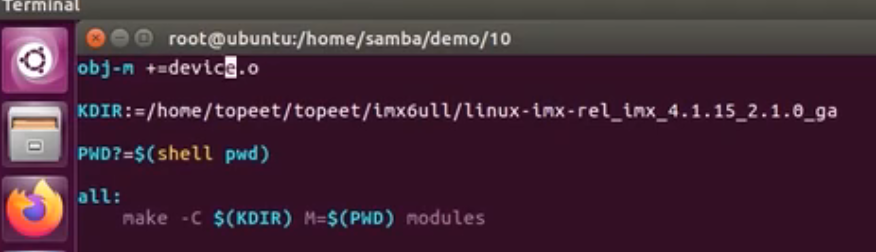 Terminal
root@ubuntu:/home/samba/demo/10
obj-m +=device.o
KDIR:=/home/topeet/topeet/imx6ull/linux-imx-rel_imx_4.1.15_2.1.0_ga
PWD?=$(shell pwd)
all:
make -C $(KDIR) M=$(PWD) modules